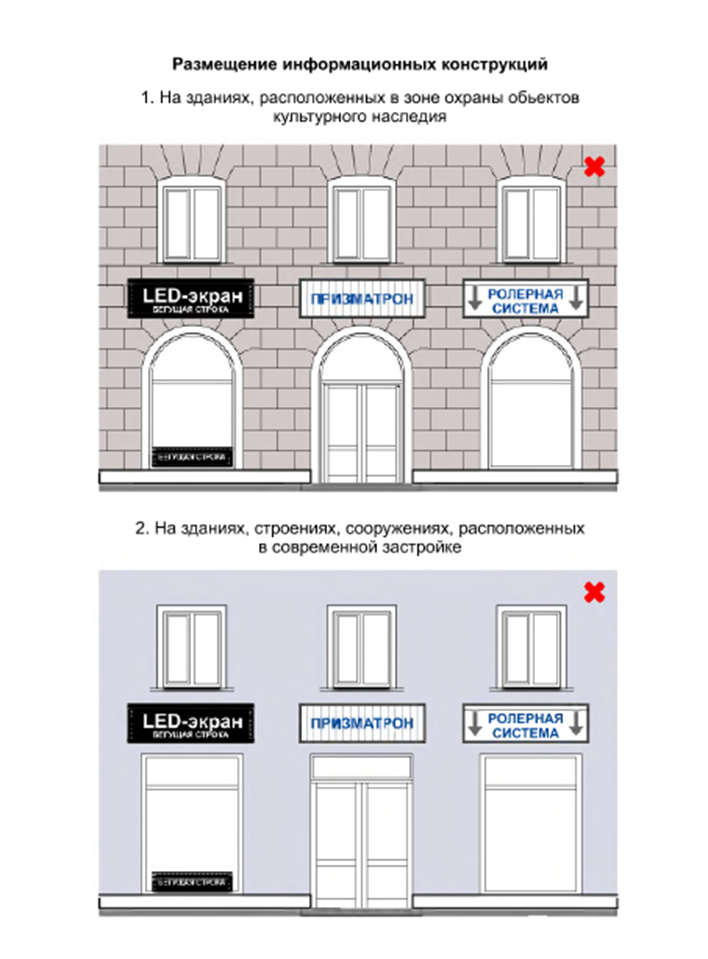 Размещение информационных конструкций
1. На зданиях, расположенных в зоне охраны объектов
культурного наследия
LED-экран
БЕГУЩАЯ СТРОКА
ПРИЗМАТРОН
РОЛЕРНАЯ
СИСТЕМА
БЕГУЩАЯ СТРОКА
2. На зданиях, строениях, сооружениях, расположенных
в современной застройке
LED-экран
БЕГУЩАЯ СТРОКА
ПРИЗМАТРОН
РОЛЕРНАЯ
СИСТЕМА
БЕГУЩАЯ СТРОКА